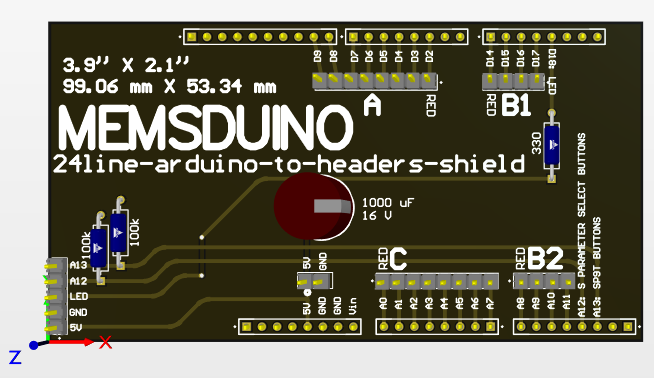 3.9’’ X 2.1’’
99.06 mm X 53.34 mm
MEMSDUINO
24line-arduino-to-headers-shield
D9
D8
D7
D6
D5
D4
D3
D2
A
RED
D14
D15
D16
D17
D18: LED
RED
B1
330
1000 uF
16 V
100k
100k
A13
A12
LED
GND
5V
5V
GND
5V
GND
GND
Vin
RED
C
A0
A1
A2
A3
A4
A5
A6
A7
RED
B2
A8
A9
A10
A11
A12: S PARAMETER SELECT BUTTONS
A13: SP9T BUTTONS
Z
X